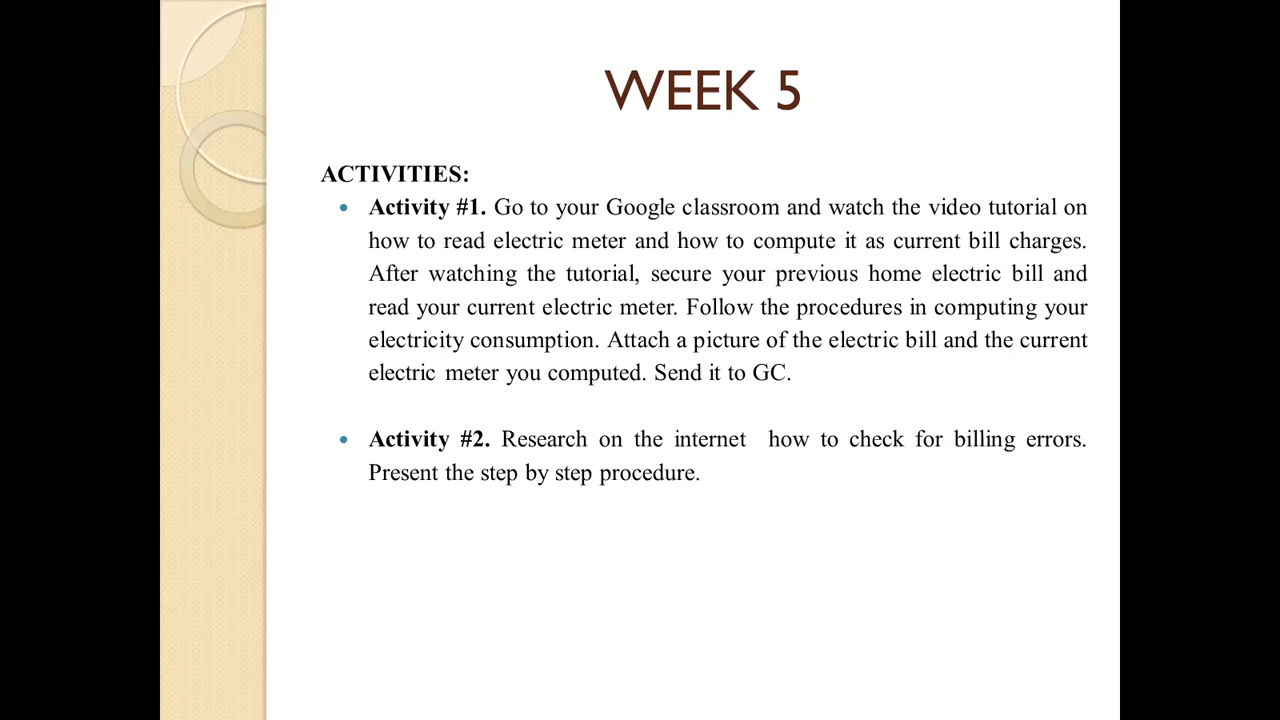 WEEK 5
ACTIVITIES:
• Activity #1. Go to your Google classroom and watch the video tutorial on
how to read electric meter and how to compute it as current bill charges.
After watching the tutorial, secure your previous home electric bill and
read your current electric meter. Follow the procedures in computing your
electricity consumption. Attach a picture of the electric bill and the current
electric meter you computed. Send it to GC.
• Activity #2. Research on the internet how to check for billing errors.
Present the step by step procedure.